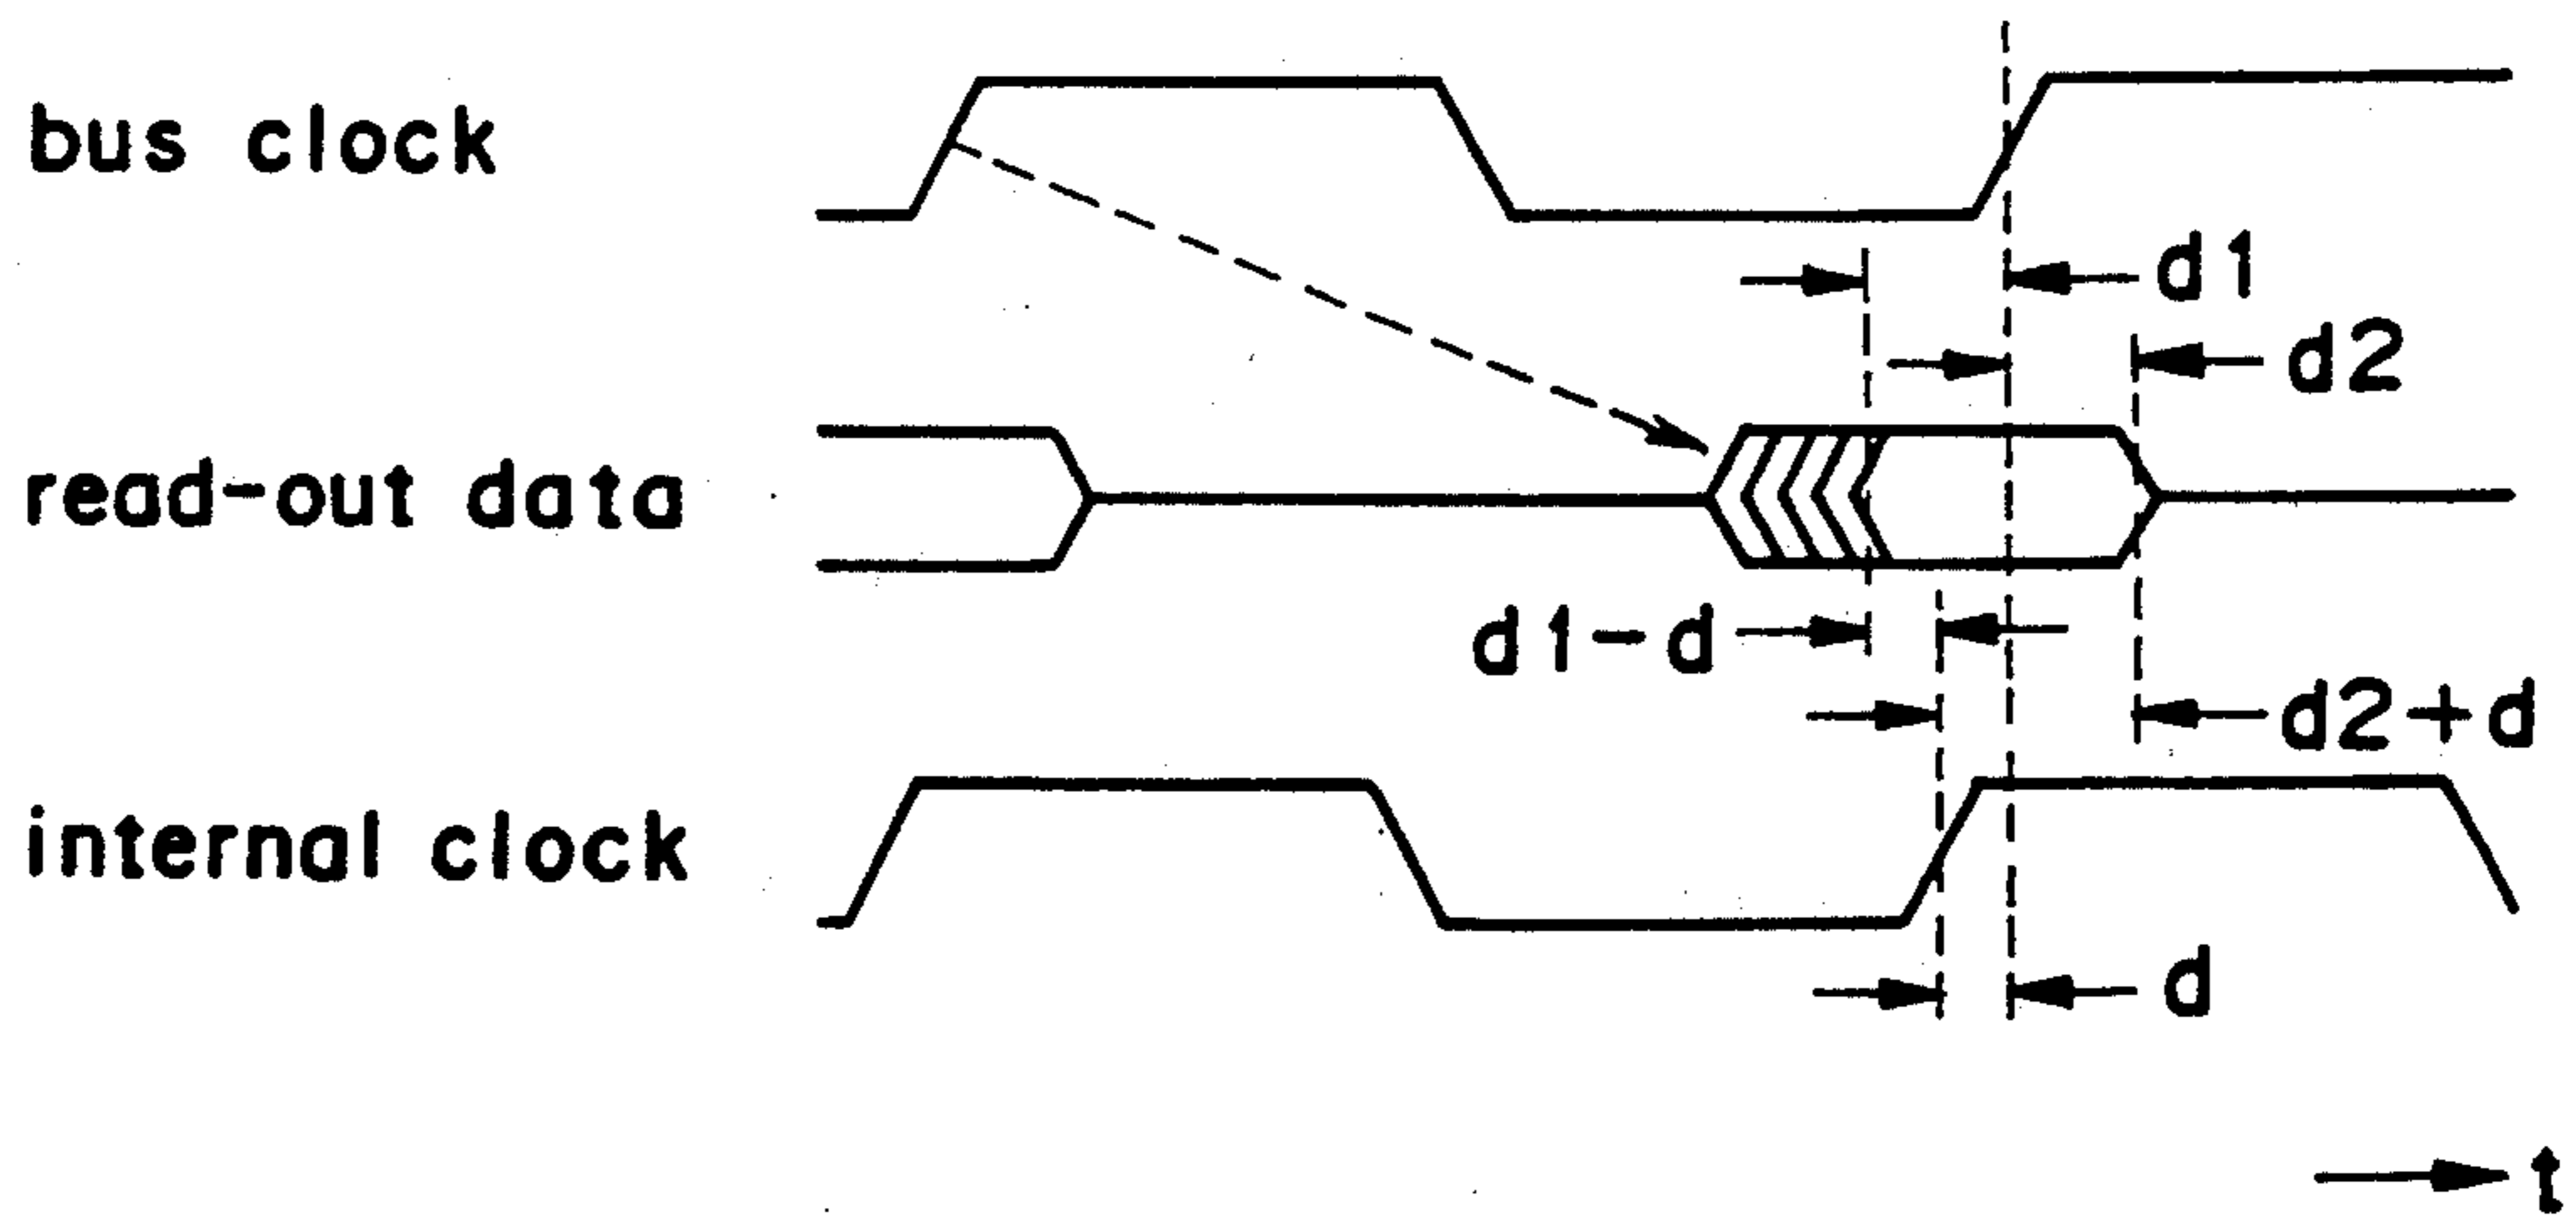 bus clock
d1
d2
read-out data
d1-d
d2+d
internal clock
d
t